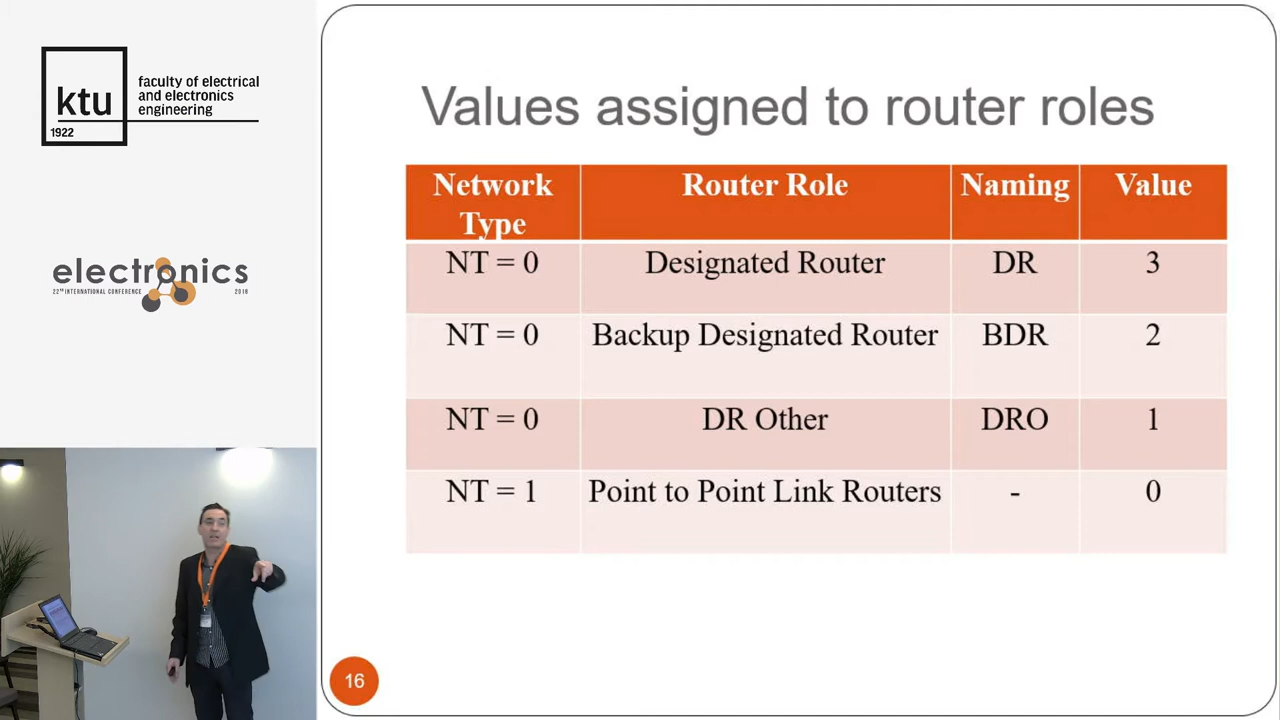 ktu
1922
faculty of electrical
and electronics
engineering
electronics
22ND INTERNATIONAL CONFERENCE 2018
Values assigned to router roles
Network Type | Router Role | Naming | Value
NT = 0 | Designated Router | DR | 3
NT = 0 | Backup Designated Router | BDR | 2
NT = 0 | DR Other | DRO | 1
NT = 1 | Point to Point Link Routers | - | 0
16